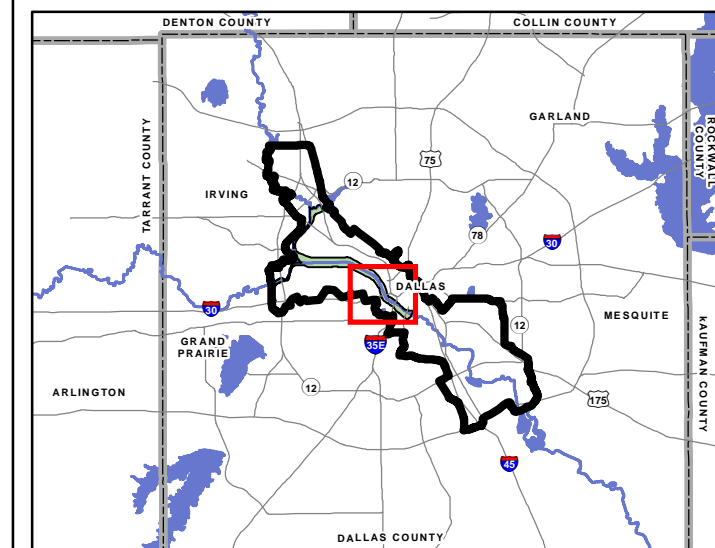 DENTON COUNTY
COLLIN COUNTY
GARLAND
TARRANT COUNTY
ROCKWALL
COUNTY
75
12
IRVING
78
30
DALLAS
30
12
MESQUITE
GRAND
PRAIRIE
35E
KAUFMAN COUNTY
12
ARLINGTON
175
45
DALLAS COUNTY